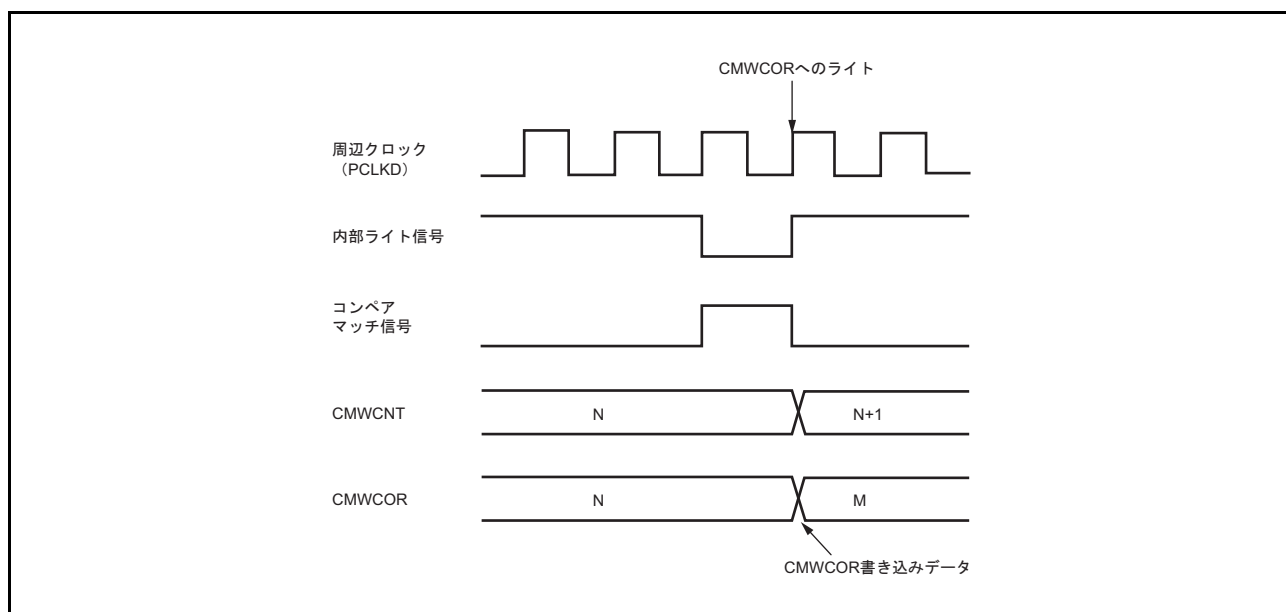 CMWCORへのライト
周辺クロック
（PCLKD）
内部ライト信号
コンペア
マッチ信号
CMWCNT
N
N+1
CMWCOR
N
M
CMWCOR書き込みデータ